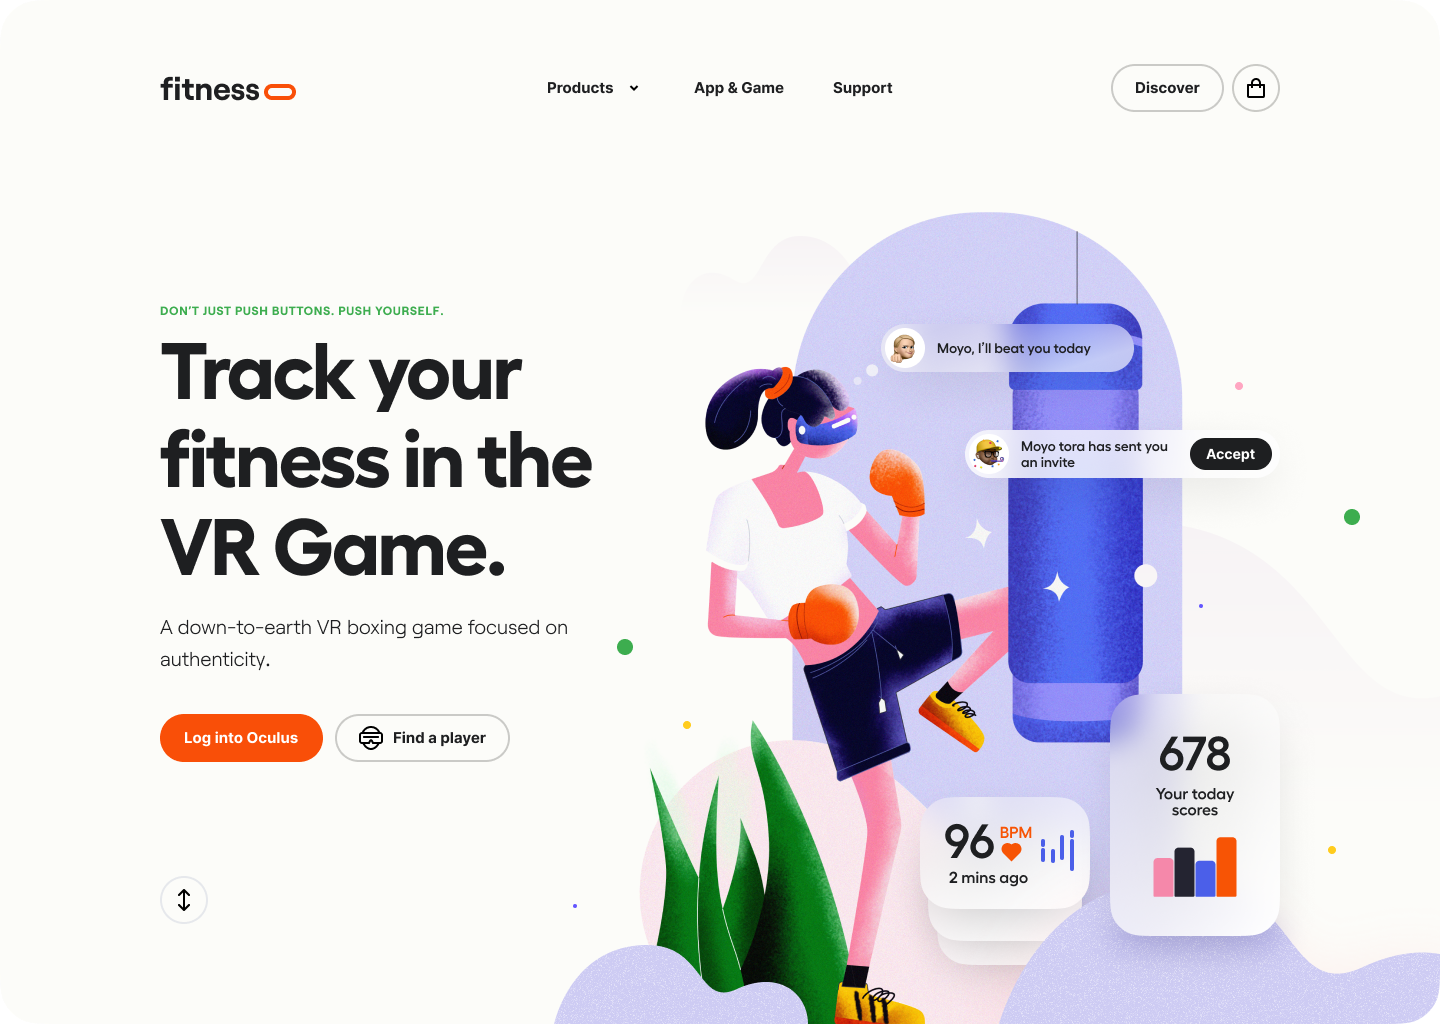 fitness
Products
App & Game
Support
Discover
DON'T JUST PUSH BUTTONS. PUSH YOURSELF.
Track your
fitness in the
VR Game.
A down-to-earth VR boxing game focused on
authenticity.
Log into Oculus
Find a player
Moyo, I'll beat you today
Moyo tora has sent you
an invite
Accept
96 BPM
2 mins ago
678
Your today
scores